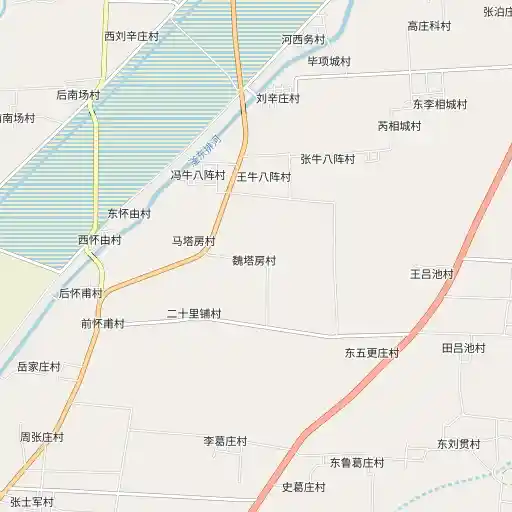 张泊庄
高庄科村
西刘辛庄村
河西务村
毕项城村
后南场村
刘辛庄村
东李相城村
南场村
芮相城村
滏东排河
张牛八阵村
冯牛八阵村
王牛八阵村
东怀由村
西怀由村
马塔房村
魏塔房村
王吕池村
后怀甫村
二十里铺村
前怀甫村
东五更庄村
田吕池村
岳家庄村
周张庄村
李葛庄村
东刘贯村
东鲁葛庄村
史葛庄村
张士军村